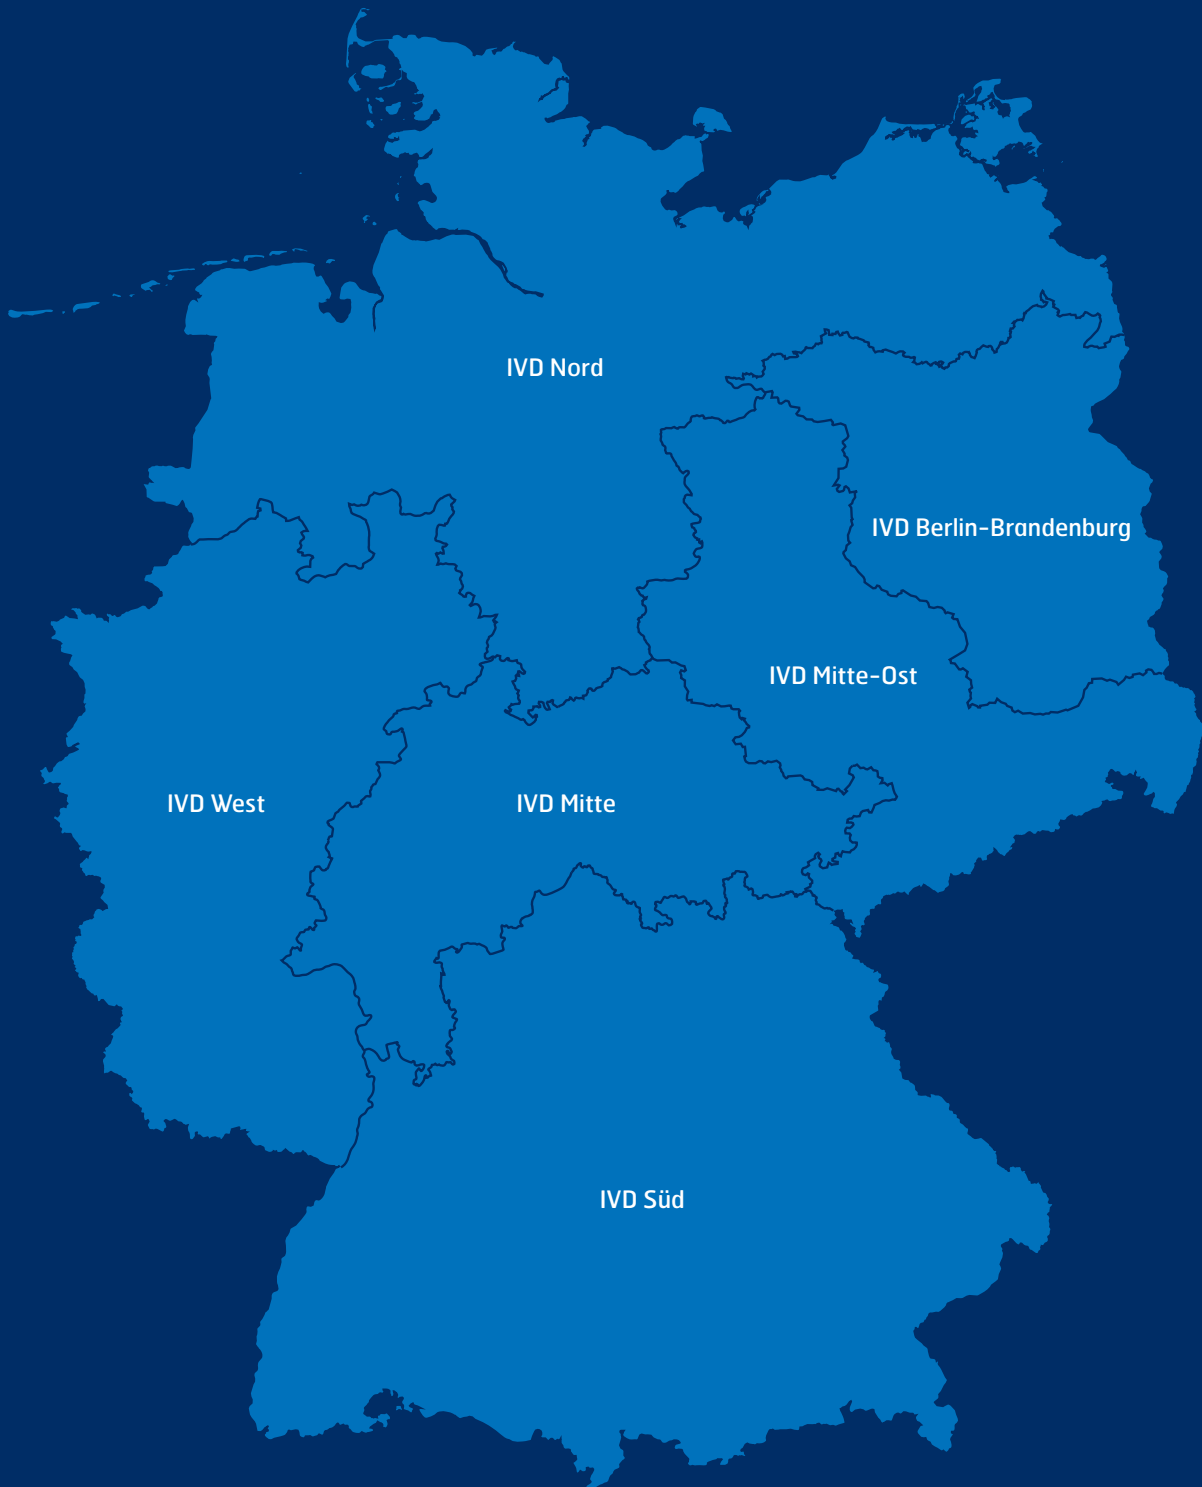 IVD Nord
IVD Berlin-Brandenburg
IVD Mitte-Ost
IVD West
IVD Mitte
IVD Süd